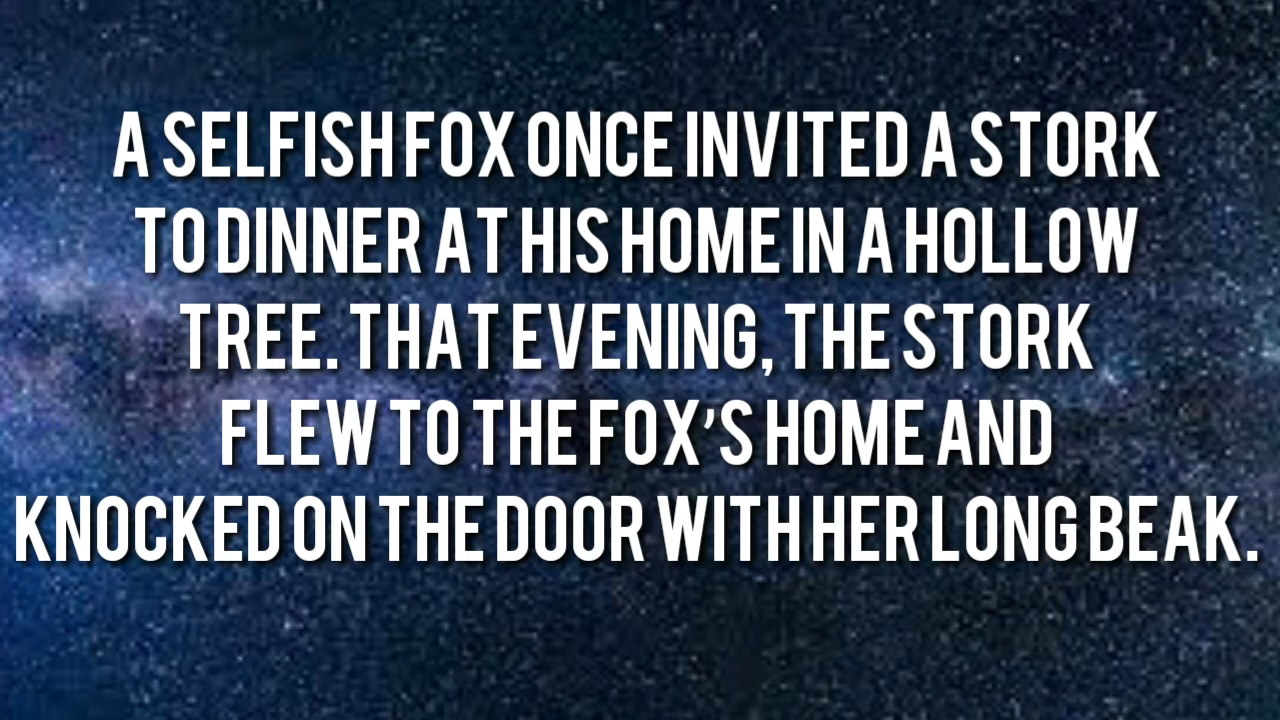 A SELFISH FOX ONCE INVITED A STORK
TO DINNER AT HIS HOME IN A HOLLOW
TREE. THAT EVENING, THE STORK
FLEW TO THE FOX'S HOME AND
KNOCKED ON THE DOOR WITH HER LONG BEAK.